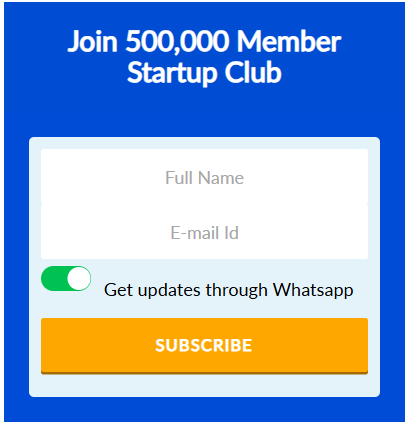 Join 500,000 Member
Startup Club
Full Name
E-mail Id
Get updates through Whatsapp
SUBSCRIBE